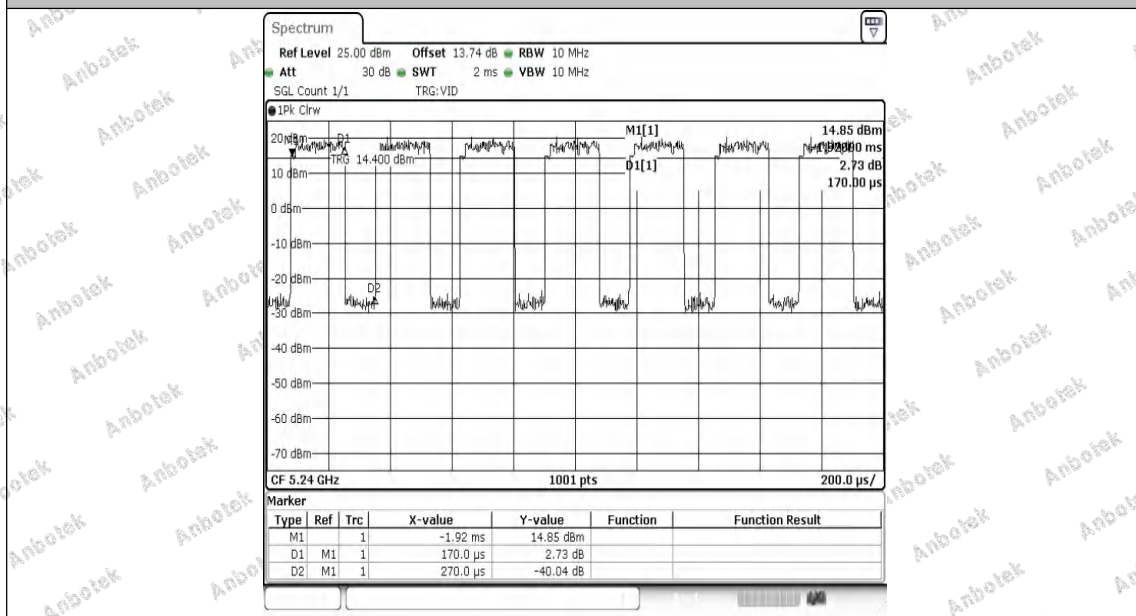 Spectrum
Ref Level 25.00 dBm Offset 13.74 dB RBW 10 MHz
Att 30 dB SWT 2 ms VBW 10 MHz
SGL Count 1/1 TRG:VID
1Pk Clrw
M1[1] 14.85 dBm
D1[1] 2.73 dB
170.00 µs
D1
TRG 14.400 dBm
10 dBm
0 dBm
-10 dBm
-20 dBm
D2
-30 dBm
-40 dBm
-50 dBm
-60 dBm
-70 dBm
CF 5.24 GHz 1001 pts 200.0 µs/
Marker
Type Ref Trc X-value Y-value Function Function Result
M1 1 -1.92 ms 14.85 dBm
D1 M1 1 170.0 µs 2.73 dB
D2 M1 1 270.0 µs -40.04 dB
Anbotek